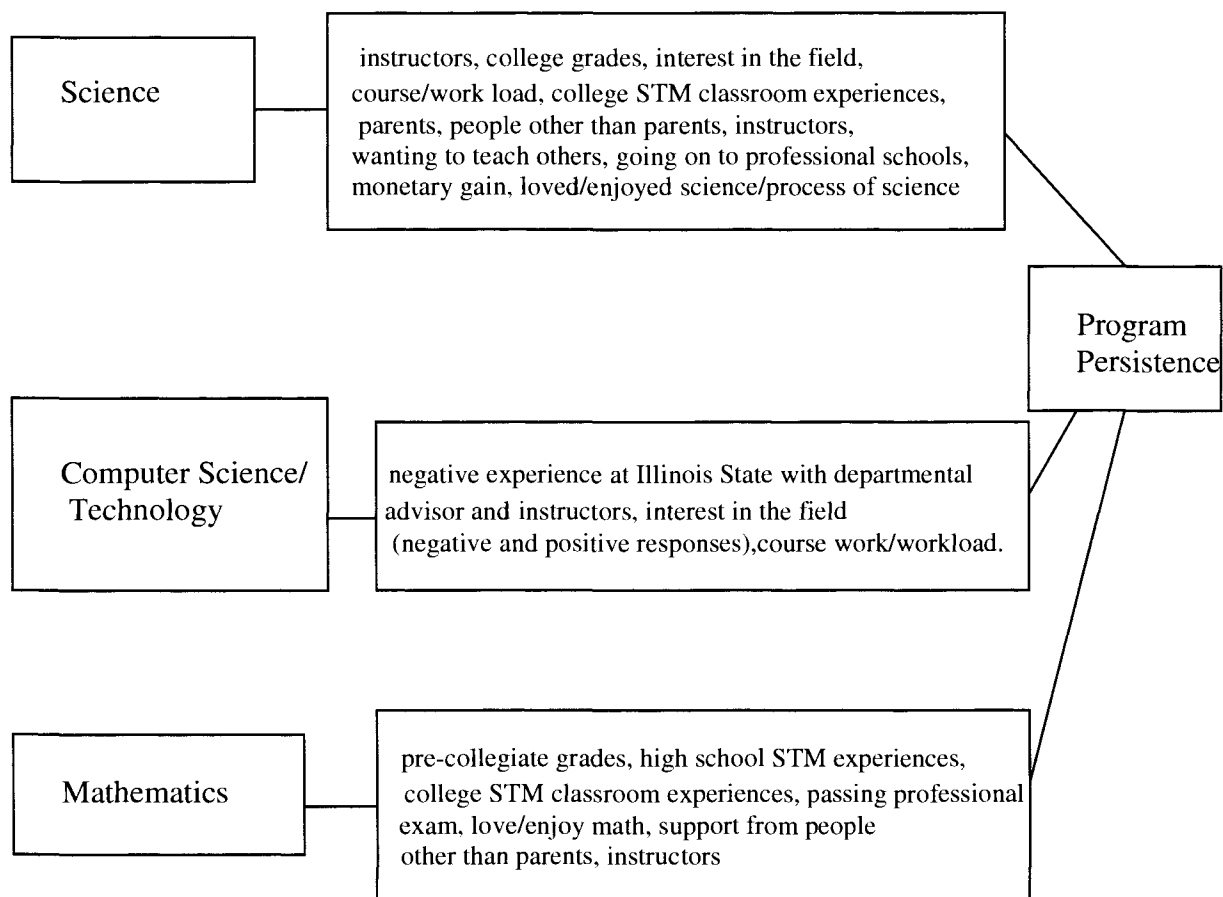 Science
instructors, college grades, interest in the field,
course/work load, college STM classroom experiences,
parents, people other than parents, instructors,
wanting to teach others, going on to professional schools,
monetary gain, loved/enjoyed science/process of science
Program
Persistence
Computer Science/
Technology
negative experience at Illinois State with departmental
advisor and instructors, interest in the field
(negative and positive responses),course work/workload.
Mathematics
pre-collegiate grades, high school STM experiences,
college STM classroom experiences, passing professional
exam, love/enjoy math, support from people
other than parents, instructors